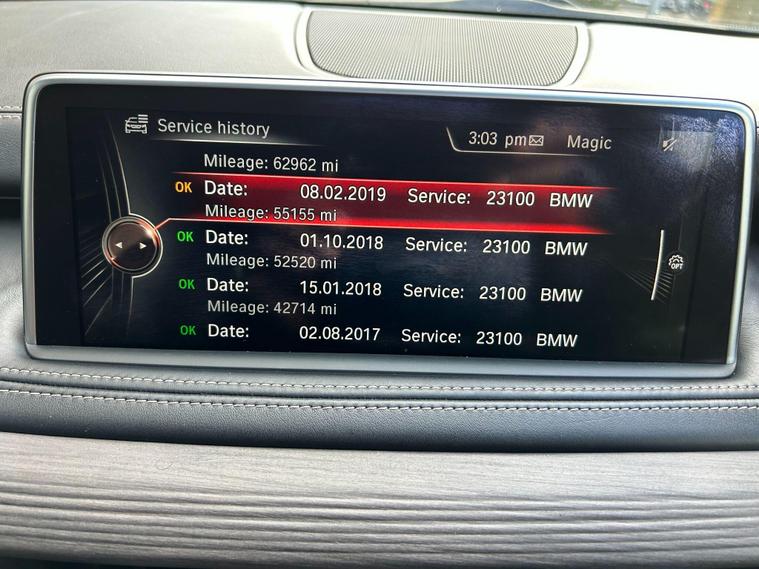 Service history
3:03 pm
Magic
Mileage: 62962 mi
OK Date: 08.02.2019 Service: 23100 BMW
Mileage: 55155 mi
OK Date: 01.10.2018 Service: 23100 BMW
Mileage: 52520 mi
OK Date: 15.01.2018 Service: 23100 BMW
Mileage: 42714 mi
OK Date: 02.08.2017 Service: 23100 BMW
OPT